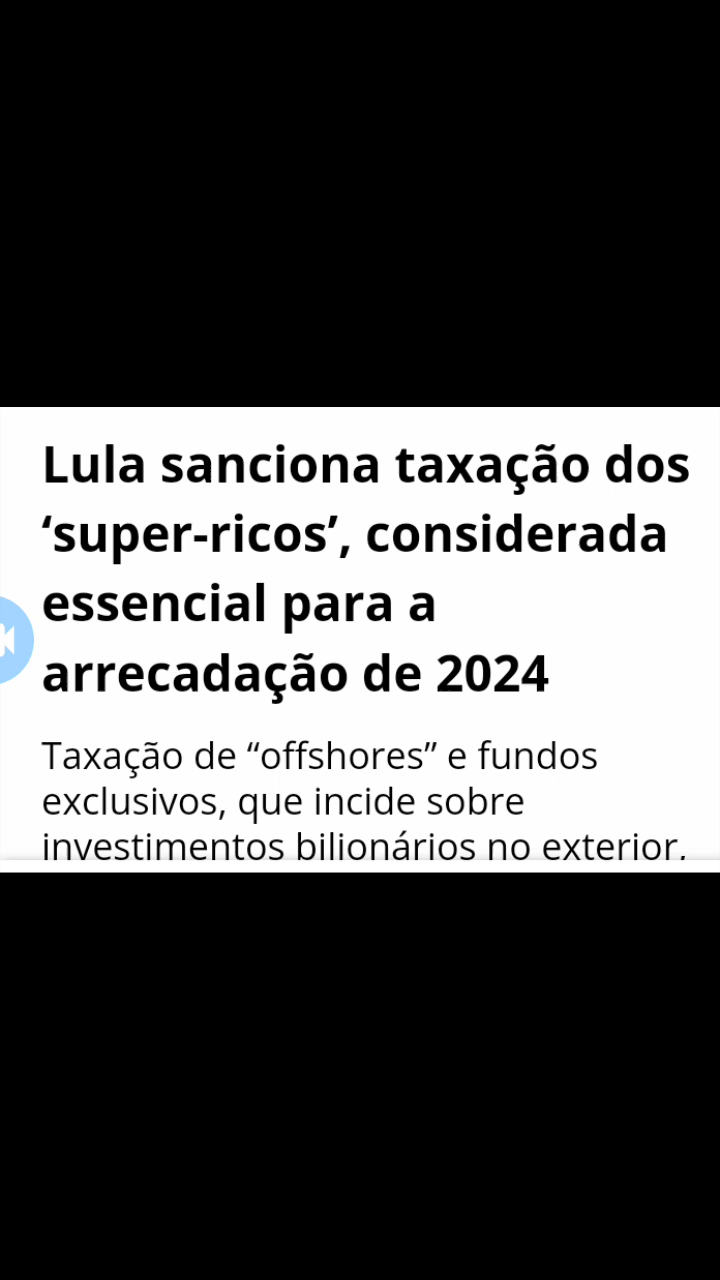 Lula sanciona taxação dos
‘super-ricos’, considerada
essencial para a
arrecadação de 2024
Taxação de “offshores” e fundos
exclusivos, que incide sobre
investimentos bilionários no exterior,